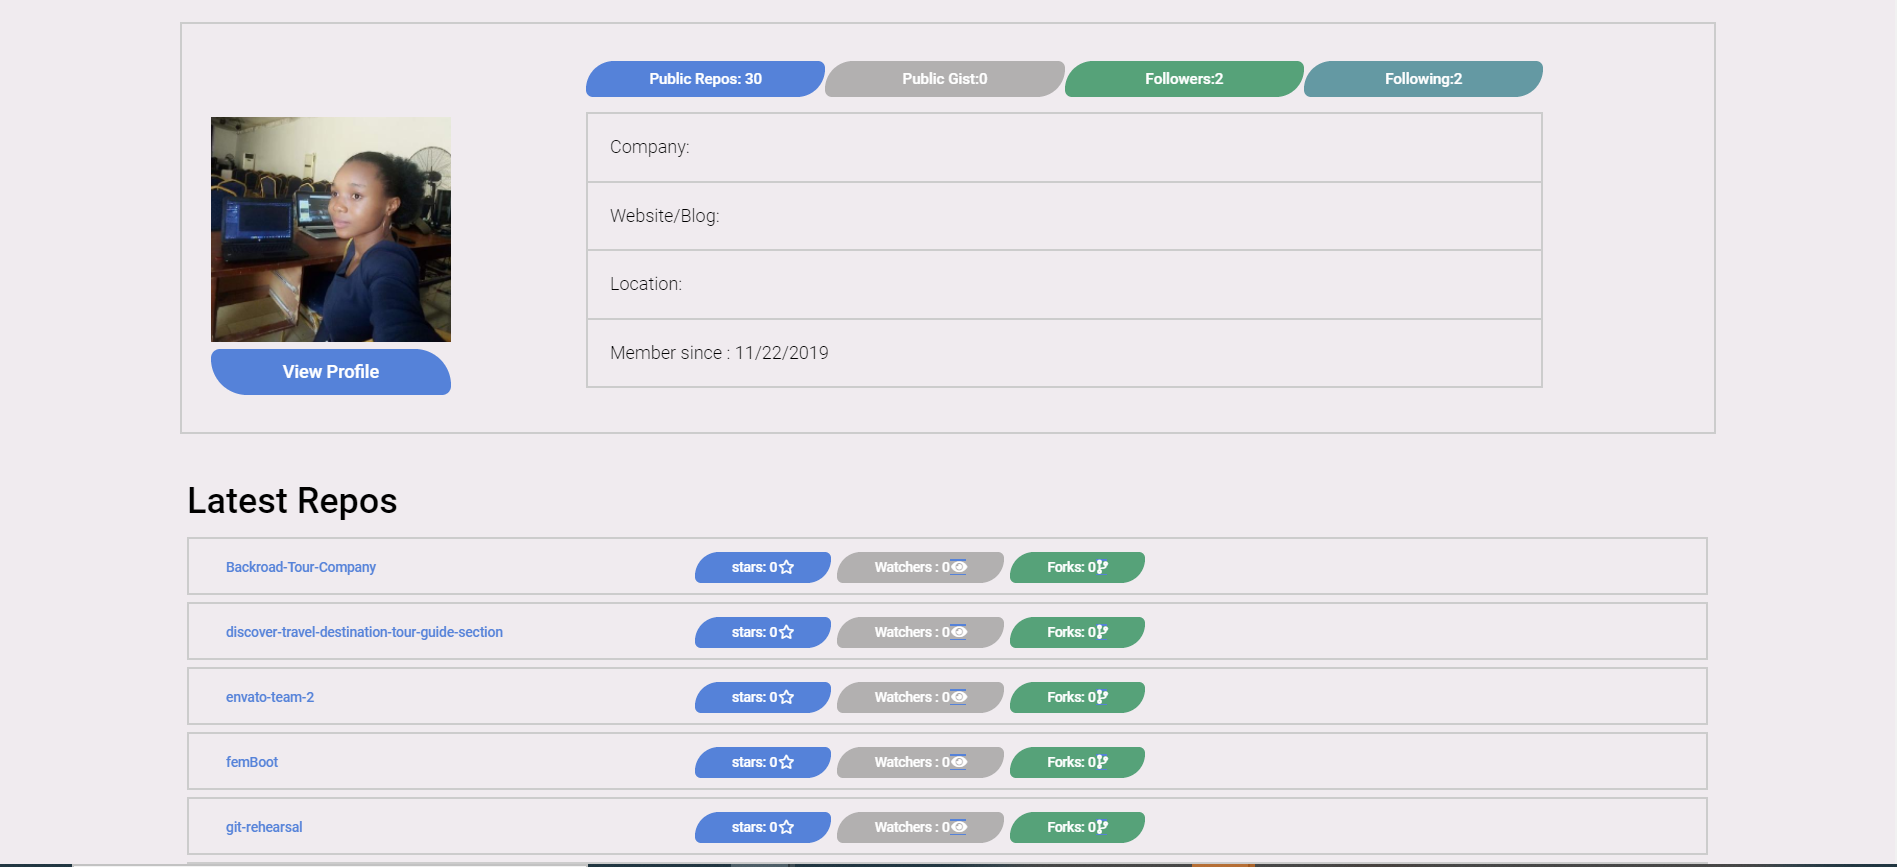 Public Repos: 30
Public Gist:0
Followers:2
Following:2
Company:
Website/Blog:
Location:
Member since : 11/22/2019
View Profile
Latest Repos
Backroad-Tour-Company stars: 0 Watchers : 0 Forks: 0
discover-travel-destination-tour-guide-section stars: 0 Watchers : 0 Forks: 0
envato-team-2 stars: 0 Watchers : 0 Forks: 0
femBoot stars: 0 Watchers : 0 Forks: 0
git-rehearsal stars: 0 Watchers : 0 Forks: 0